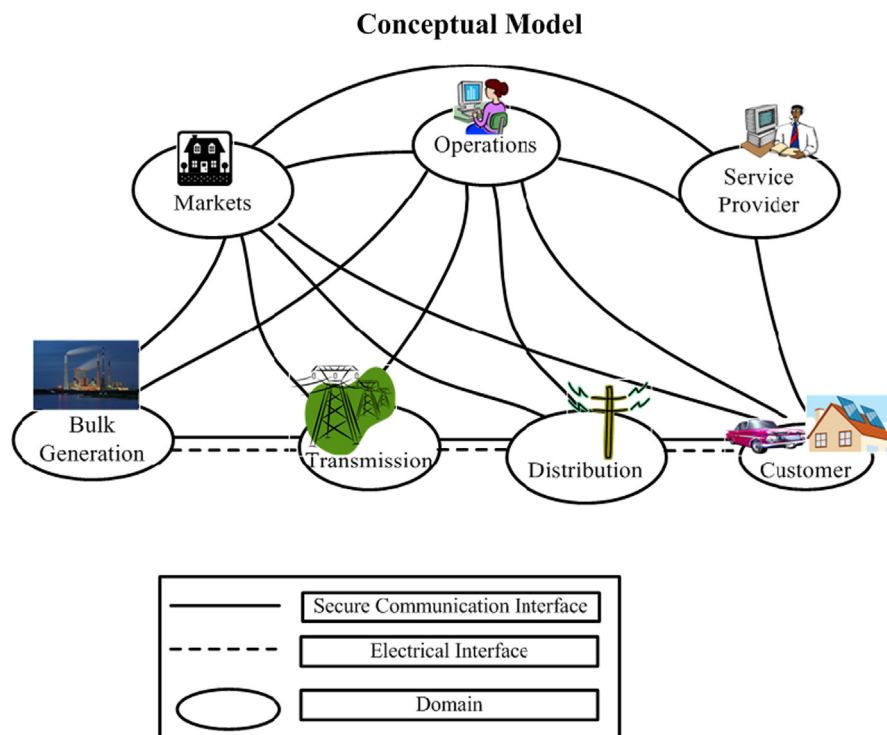 Conceptual Model
Operations
Markets
Service
Provider
Bulk
Generation
Transmission
Distribution
Customer
Secure Communication Interface
Electrical Interface
Domain